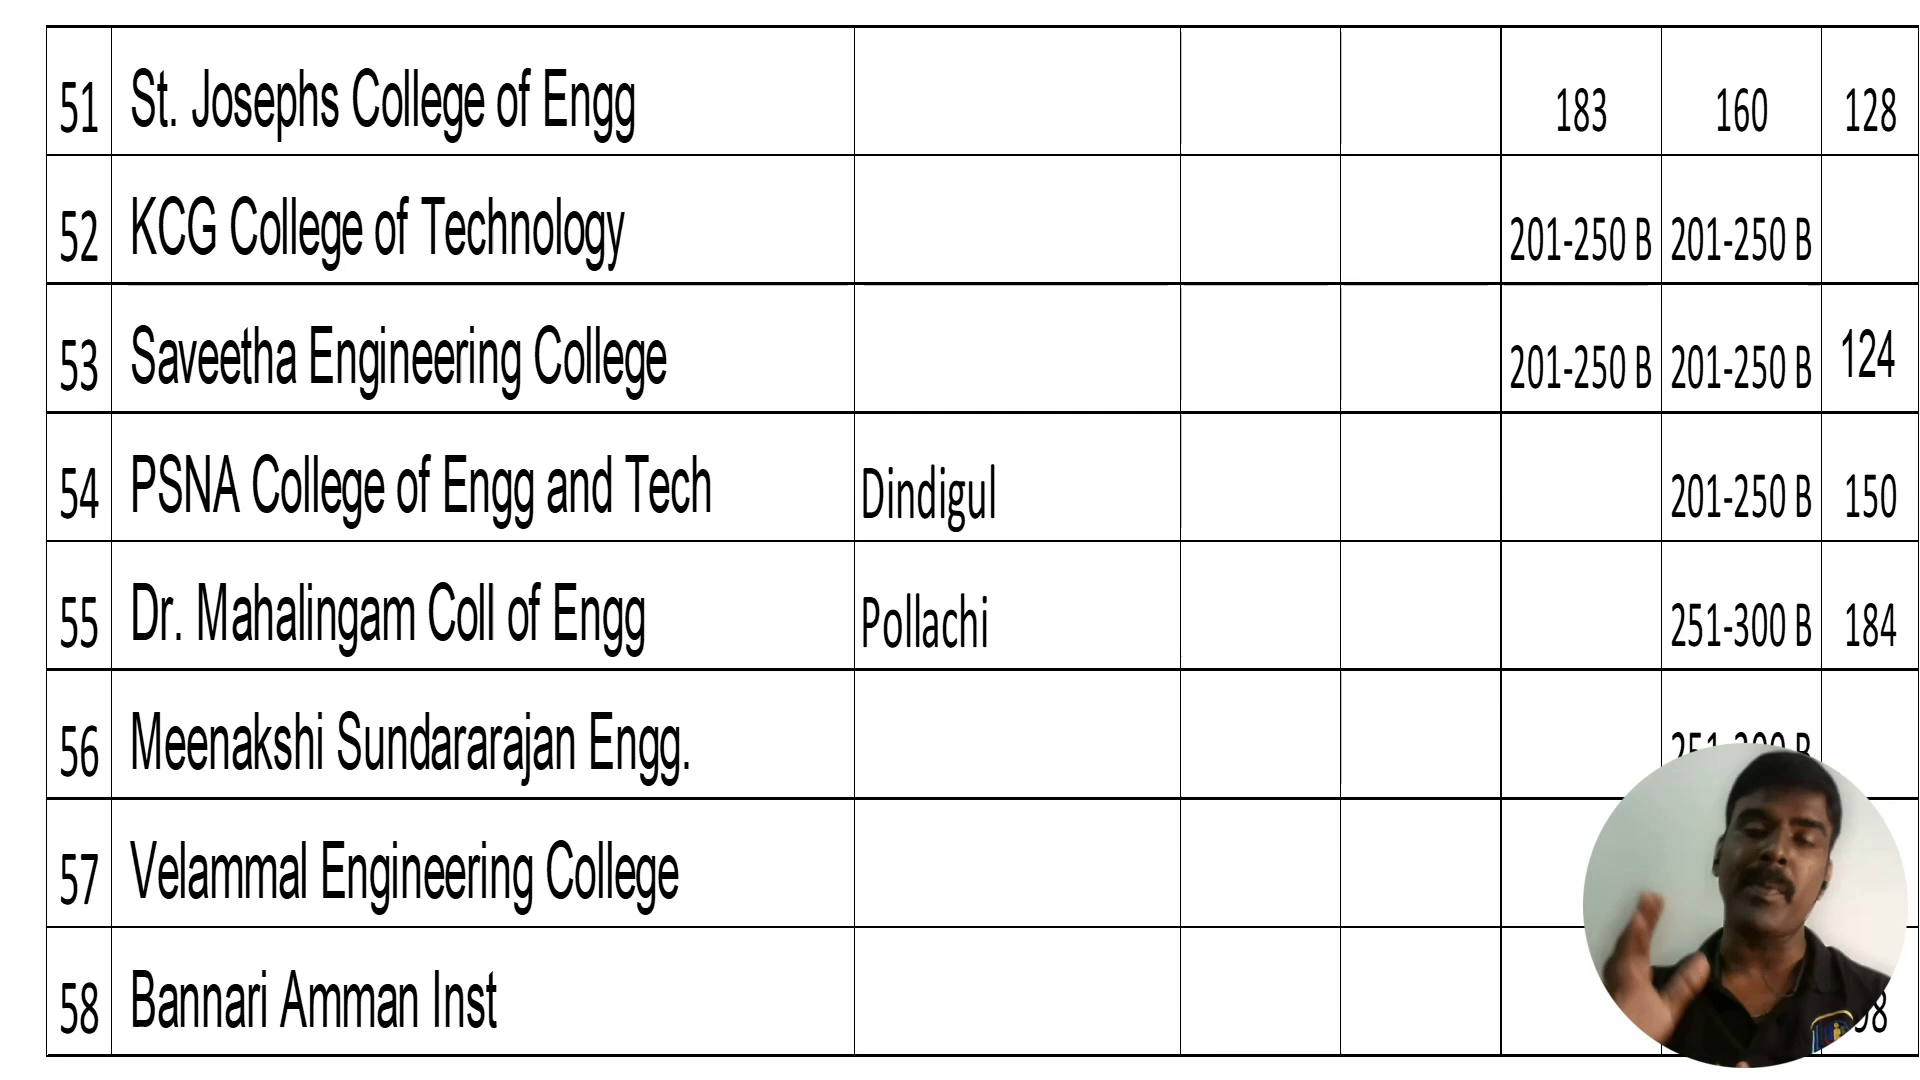 51 St. Josephs College of Engg 183 160 128
52 KCG College of Technology 201-250 B 201-250 B
53 Saveetha Engineering College 201-250 B 201-250 B 124
54 PSNA College of Engg and Tech Dindigul 201-250 B 150
55 Dr. Mahalingam Coll of Engg Pollachi 251-300 B 184
56 Meenakshi Sundararajan Engg. 251-300 B
57 Velammal Engineering College
58 Bannari Amman Inst